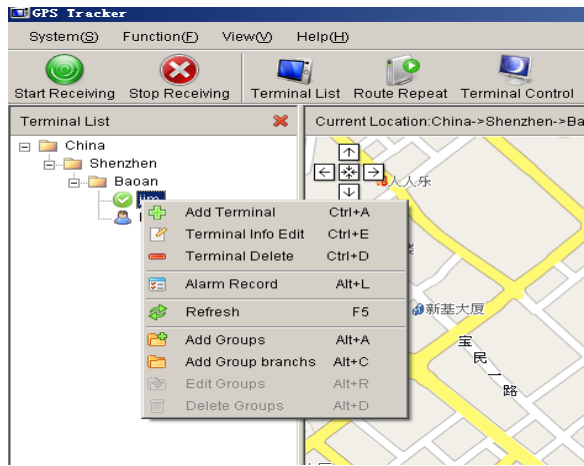 GPS Tracker
System(S) Function(F) View(V) Help(H)
Start Receiving Stop Receiving Terminal List Route Repeat Terminal Control
Terminal List
Current Location:China->Shenzhen->Ba
China
Shenzhen
Baoan
Add Terminal Ctrl+A
Terminal Info Edit Ctrl+E
Terminal Delete Ctrl+D
Alarm Record Alt+L
Refresh F5
Add Groups Alt+A
Add Group branchs Alt+C
Edit Groups Alt+R
Delete Groups Alt+D
人人乐
新基大厦
宝
民
一
路